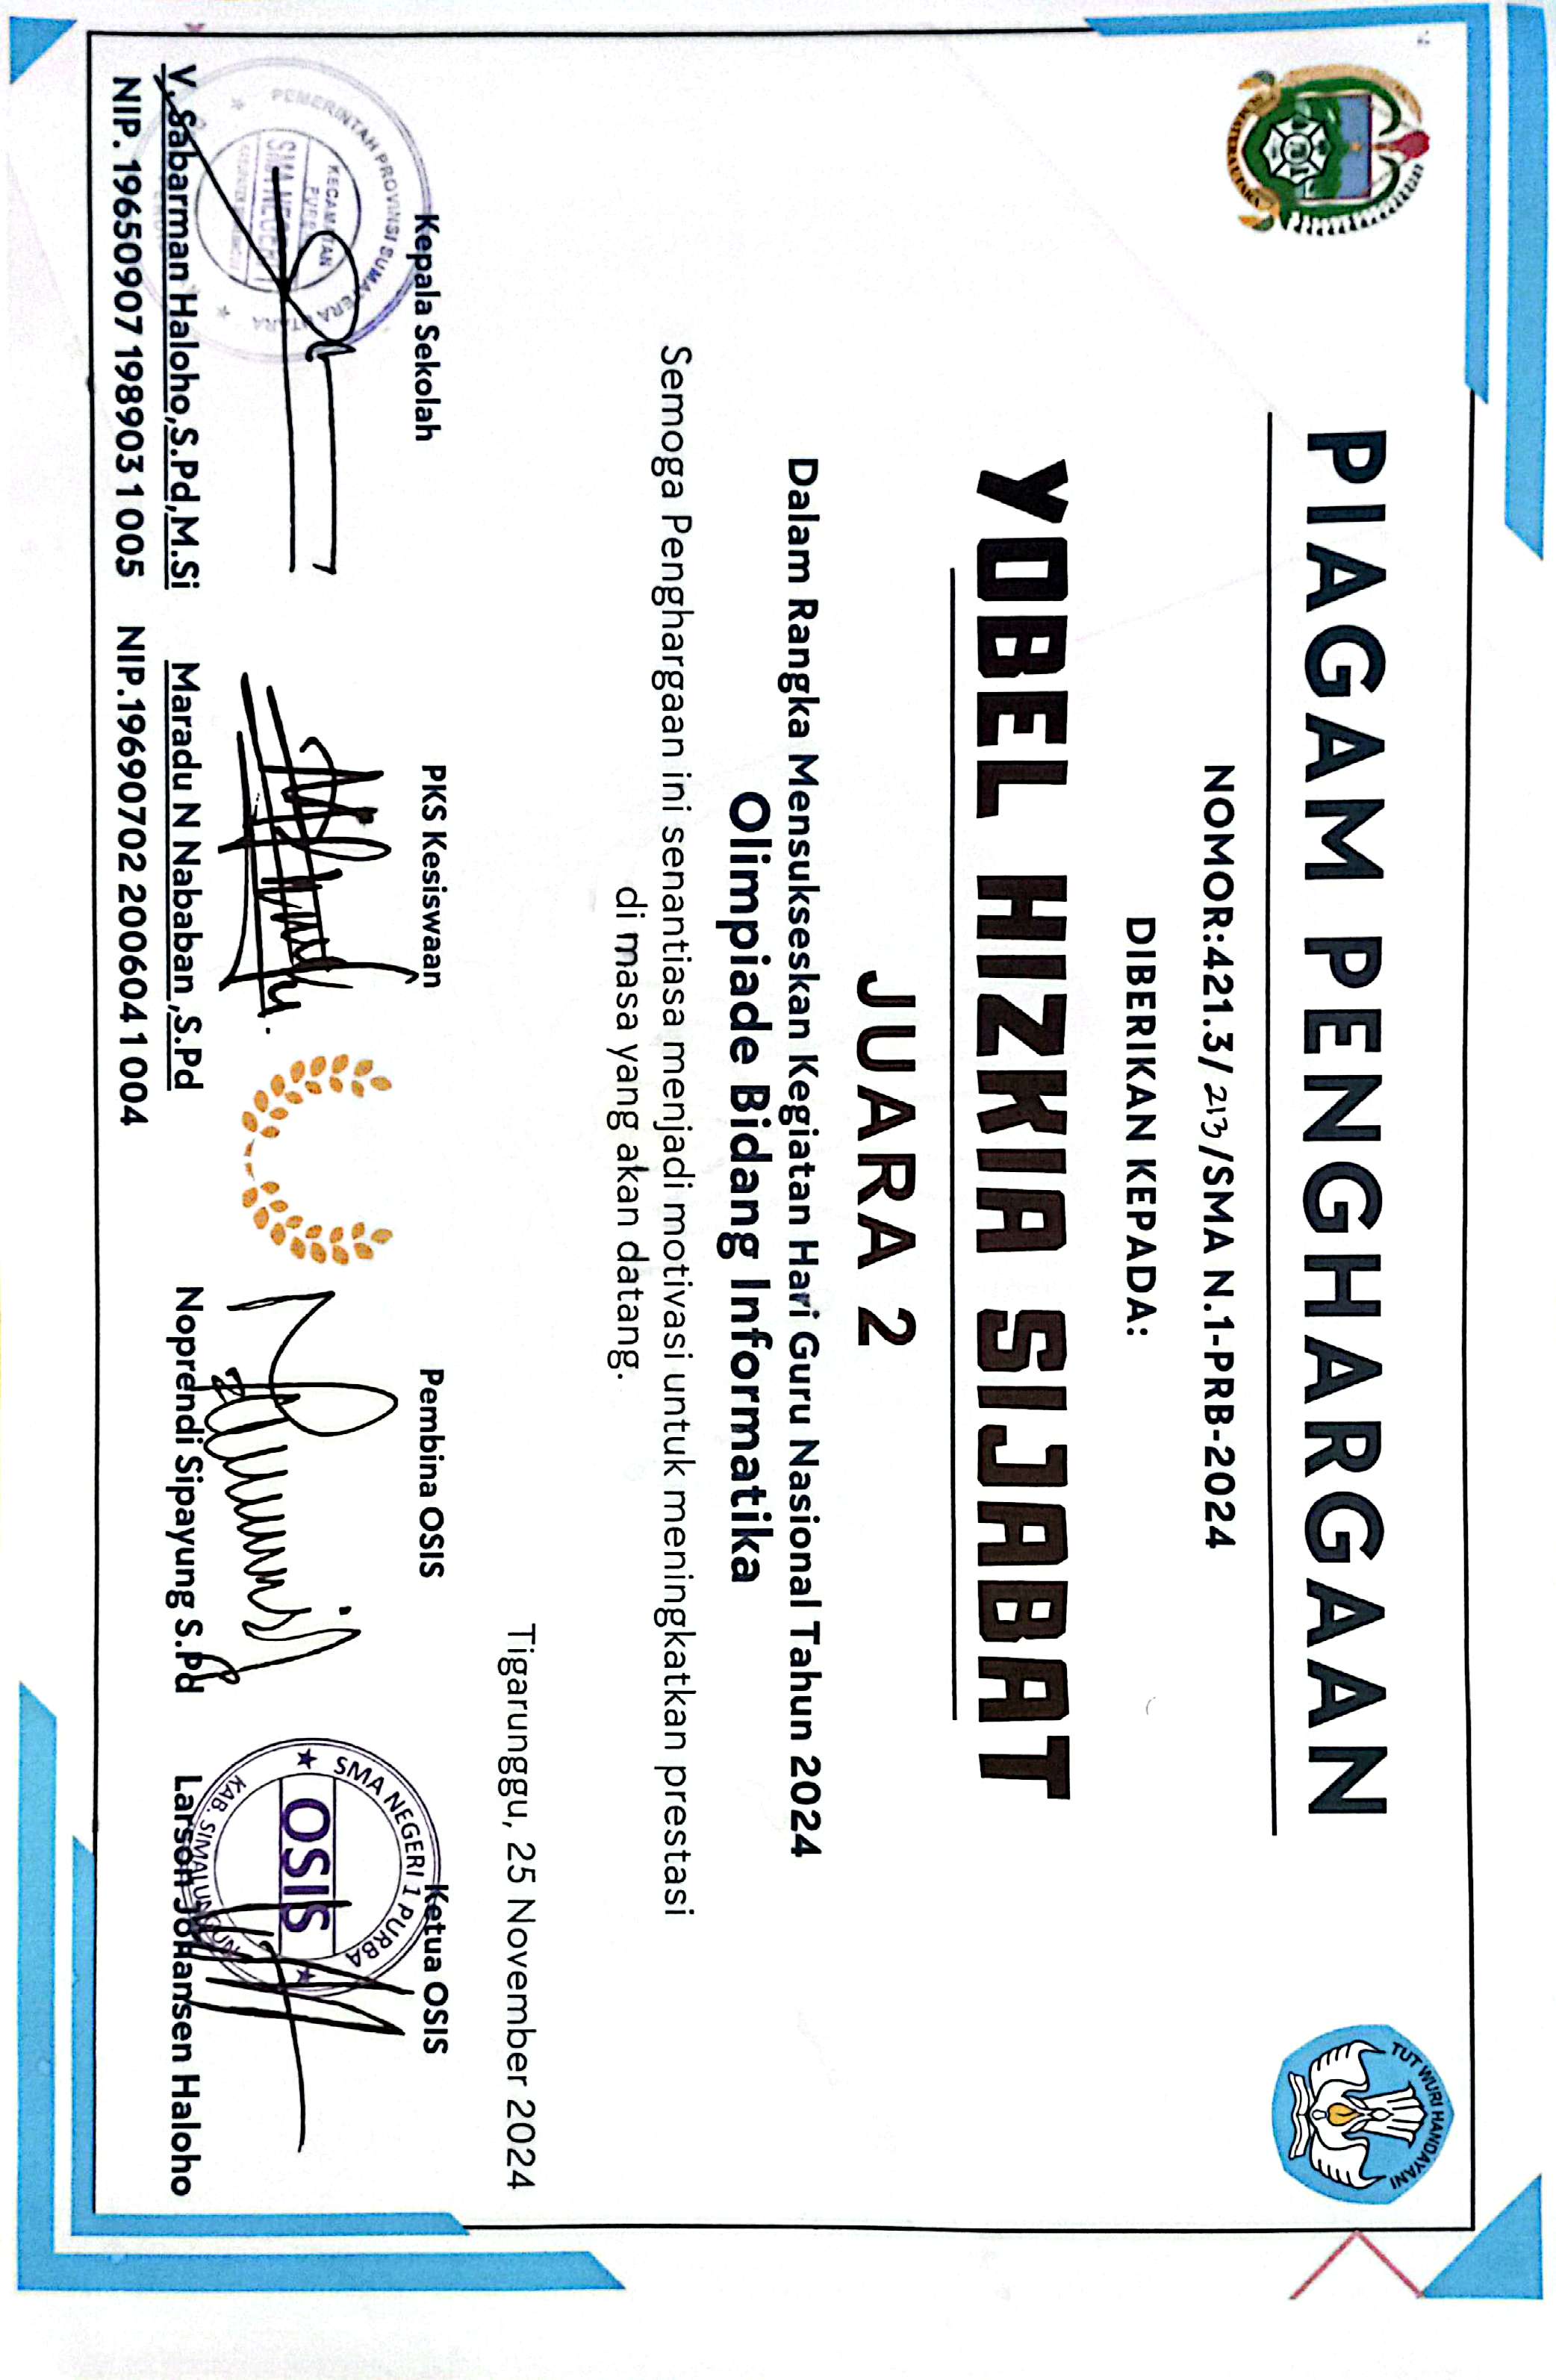 SUMATERA UTARA
TUT WURI HANDAYANI
PIAGAM PENGHARGAAN
NOMOR:421.3/213/SMA N.1-PRB-2024
DIBERIKAN KEPADA:
YOBEL HIZKIA SIJABAT
JUARA 2
Dalam Rangka Mensukseskan Kegiatan Hari Guru Nasional Tahun 2024
Olimpiade Bidang Informatika
Semoga Penghargaan ini senantiasa menjadi motivasi untuk meningkatkan prestasi
di masa yang akan datang.
Tigarunggu, 25 November 2024
Kepala Sekolah
PEMERINTAH PROVINSI SUMATERA UTARA
KECAMATAN
SMA NEGERI
V. Sabarman Haloho,S.Pd,M.Si
NIP. 19650907 198903 1 005
PKS Kesiswaan
Maradu N Nababan ,S.Pd
NIP.19690702 200604 1 004
Pembina OSIS
Noprendi Sipayung S.Pd
Ketua OSIS
SMA NEGERI 1 PURBA
OSIS
KAB. SIMALUNGUN
Larson Johansen Haloho